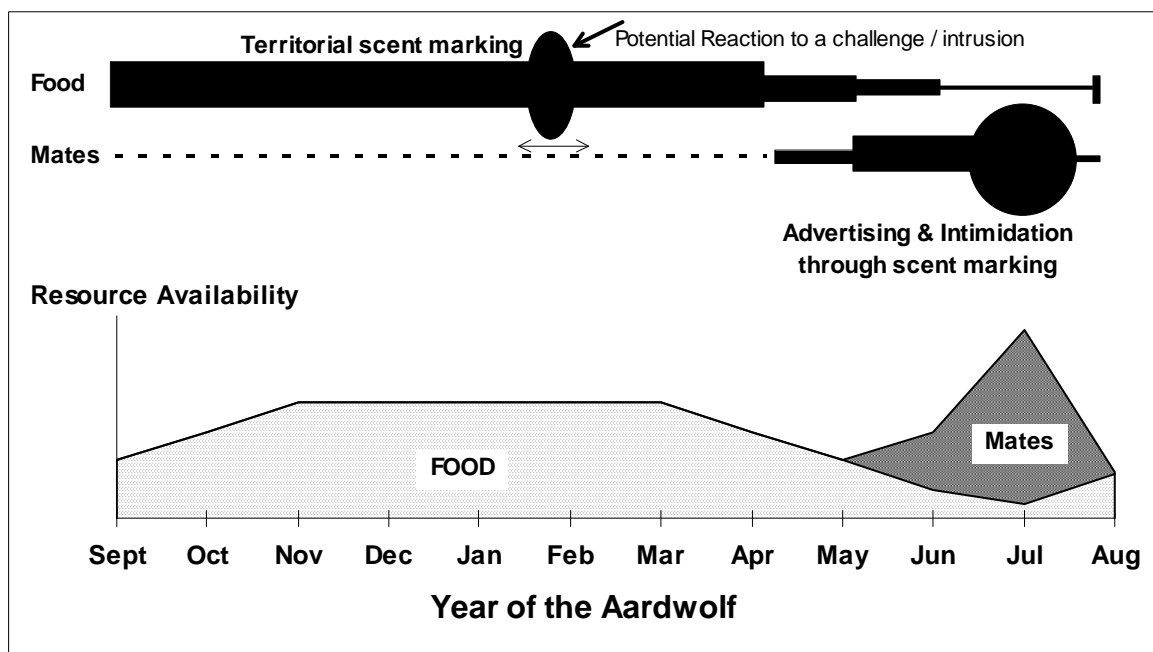 Territorial scent marking
Potential Reaction to a challenge / intrusion
Food
Mates
Advertising & Intimidation
through scent marking
Resource Availability
Mates
FOOD
Sept Oct Nov Dec Jan Feb Mar Apr May Jun Jul Aug
Year of the Aardwolf